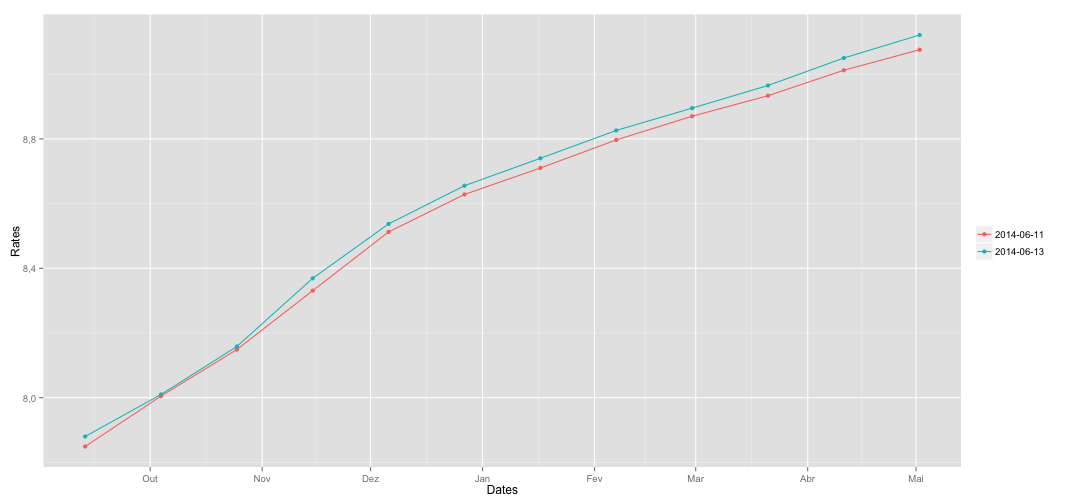 Rates
8,8
8,4
8,0
Out Nov Dez Jan Fev Mar Abr Mai
Dates
2014-06-11
2014-06-13